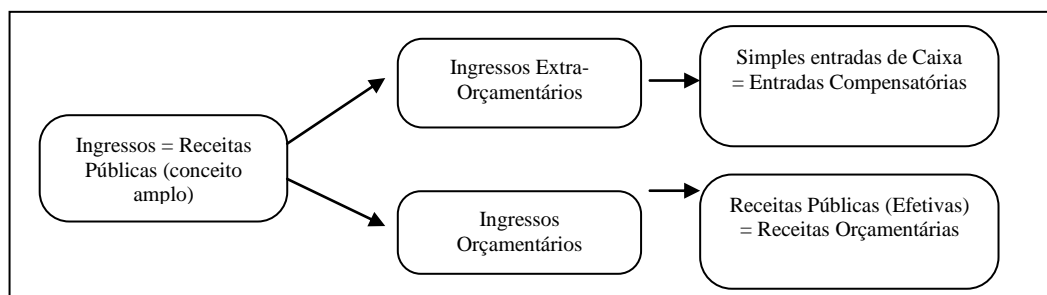 Ingressos = Receitas
Públicas (conceito
amplo)
Ingressos Extra-
Orçamentários
Simples entradas de Caixa
= Entradas Compensatórias
Ingressos
Orçamentários
Receitas Públicas (Efetivas)
= Receitas Orçamentárias